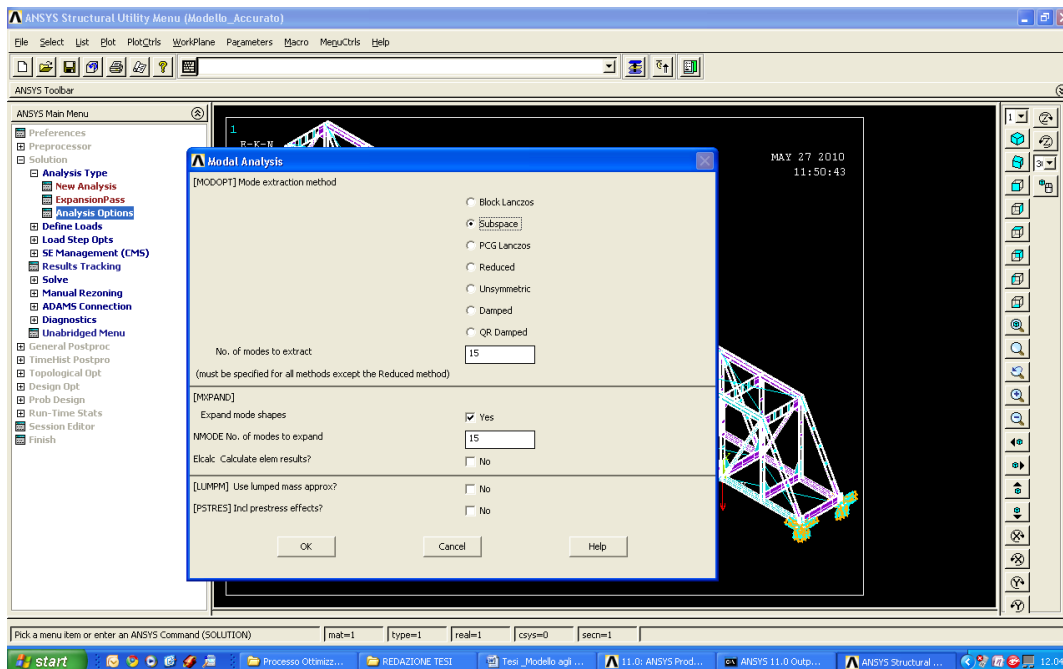 ANSYS Structural Utility Menu (Modello_Accurato)
File Select List Plot PlotCtrls WorkPlane Parameters Macro MenuCtrls Help
ANSYS Toolbar
ANSYS Main Menu
Preferences
Preprocessor
Solution
Analysis Type
New Analysis
ExpansionPass
Analysis Options
Define Loads
Load Step Opts
SE Management (CMS)
Results Tracking
Solve
Manual Rezoning
ADAMS Connection
Diagnostics
Unabridged Menu
General Postproc
TimeHist Postpro
Topological Opt
Design Opt
Prob Design
Run-Time Stats
Session Editor
Finish
1
E-K-N
MAY 27 2010
11:50:43
Modal Analysis
[MODOPT] Mode extraction method
Block Lanczos
Subspace
PCG Lanczos
Reduced
Unsymmetric
Damped
QR Damped
No. of modes to extract 15
(must be specified for all methods except the Reduced method)
[MXPAND]
Expand mode shapes Yes
NMODE No. of modes to expand 15
Elcalc Calculate elem results? No
[LUMPM] Use lumped mass approx? No
[PSTRES] Incl prestress effects? No
OK Cancel Help
1
3
Pick a menu item or enter an ANSYS Command (SOLUTION) mat=1 type=1 real=1 csys=0 secn=1
start Processo Ottimizz... REDAZIONE TESI Tesi _Modello agli ... 11.0: ANSYS Prod... ANSYS 11.0 Outp... ANSYS Structural ...